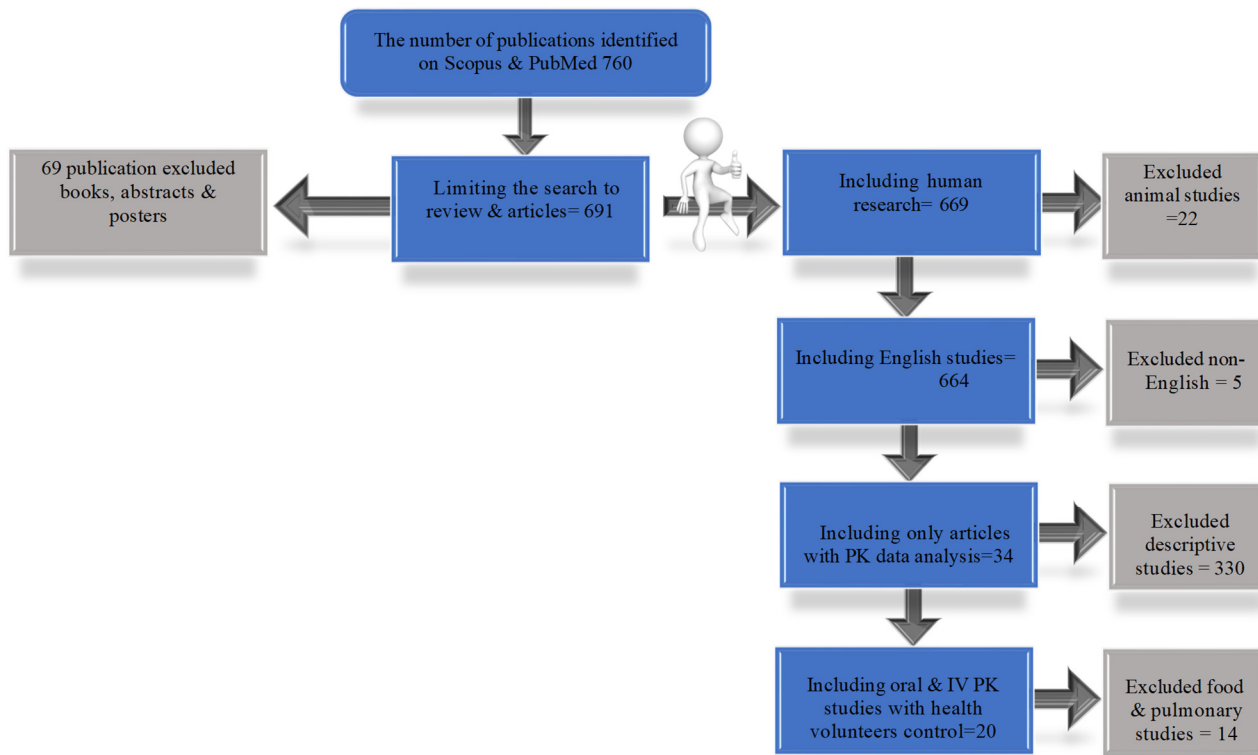 The number of publications identified
on Scopus & PubMed 760
69 publication excluded
books, abstracts &
posters
Limiting the search to
review & articles= 691
Including human
research= 669
Excluded
animal studies
=22
Including English studies=
664
Excluded non-
English = 5
Including only articles
with PK data analysis=34
Excluded
descriptive
studies = 330
Including oral & IV PK
studies with health
volunteers control=20
Excluded food
& pulmonary
studies = 14